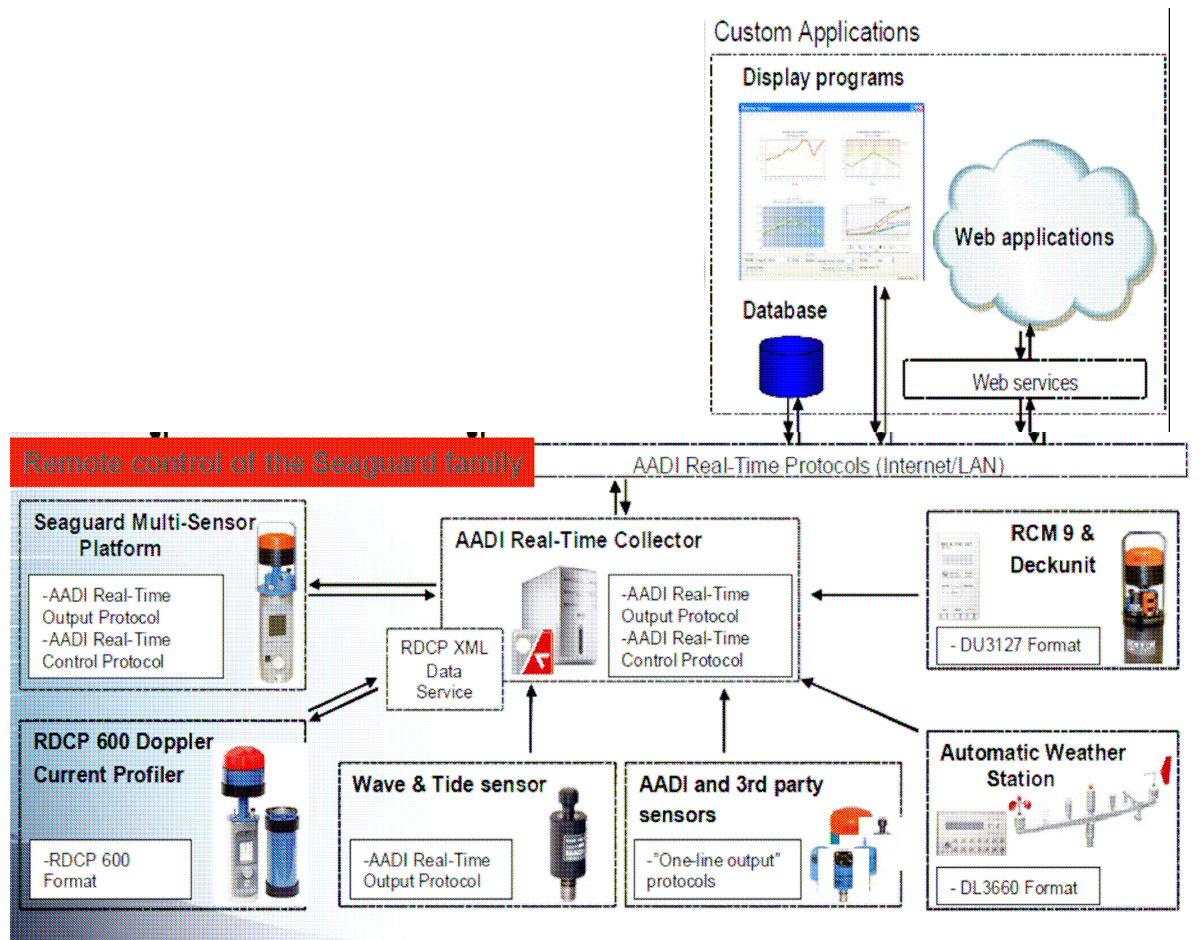 Custom Applications
Display programs
Web applications
Database
Web services
Remote control of the Seaguard family
AADI Real-Time Protocols (Internet/LAN)
Seaguard Multi-Sensor
Platform
-AADI Real-Time
Output Protocol
-AADI Real-Time
Control Protocol
AADI Real-Time Collector
-AADI Real-Time
Output Protocol
-AADI Real-Time
Control Protocol
RDCP XML
Data
Service
RCM 9 &
Deckunit
- DU3127 Format
RDCP 600 Doppler
Current Profiler
-RDCP 600
Format
Wave & Tide sensor
-AADI Real-Time
Output Protocol
AADI and 3rd party
sensors
-"One-line output"
protocols
Automatic Weather
Station
- DL3660 Format